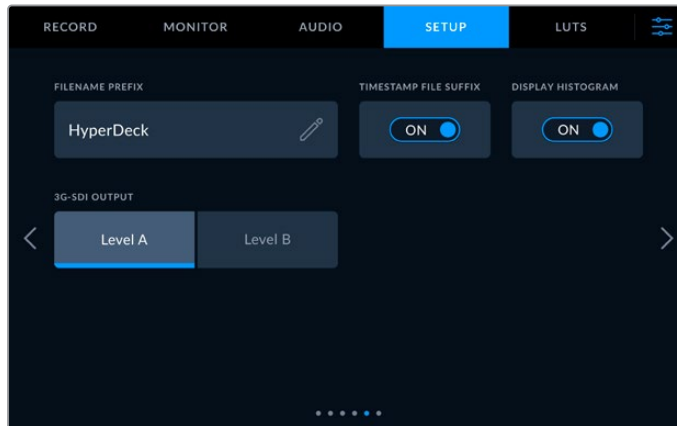 RECORD MONITOR AUDIO SETUP LUTS
FILENAME PREFIX TIMESTAMP FILE SUFFIX DISPLAY HISTOGRAM
HyperDeck ON ON
3G-SDI OUTPUT
Level A Level B